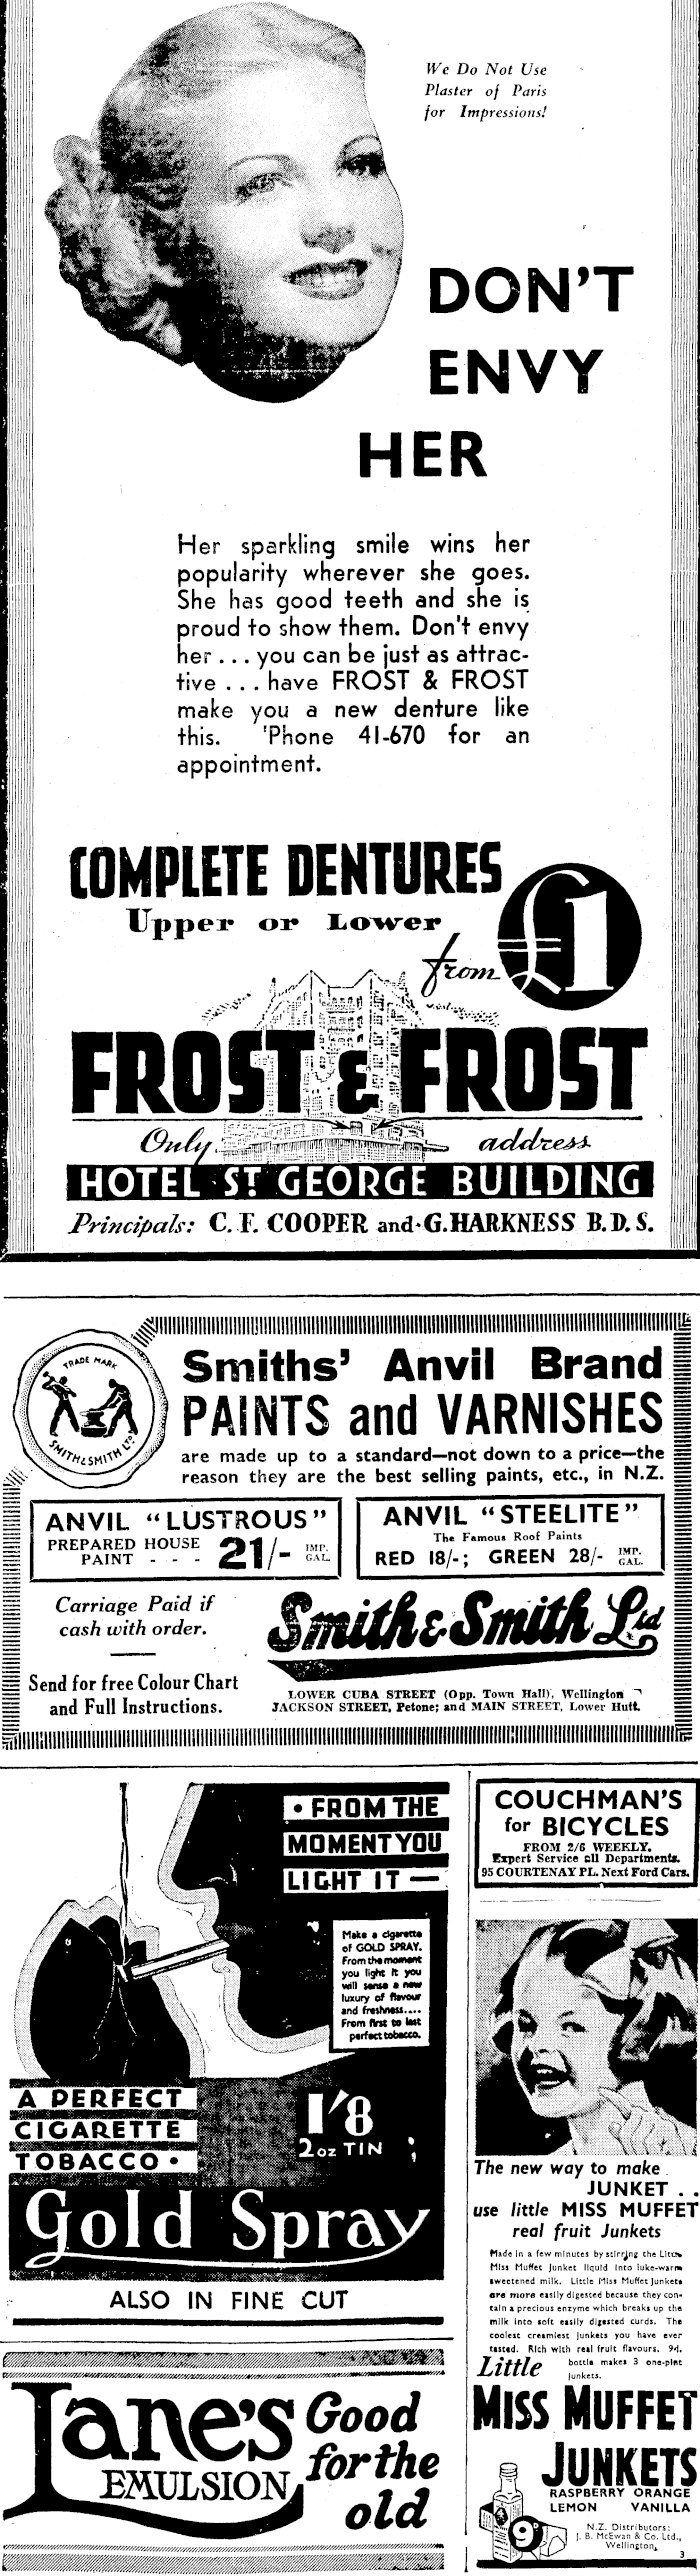 We Do Not Use
Plaster of Paris
for Impressions!
DON'T
ENVY
HER
Her sparkling smile wins her
popularity wherever she goes.
She has good teeth and she is
proud to show them. Don't envy
her ... you can be just as attrac-
tive ... have FROST & FROST
make you a new denture like
this. 'Phone 41-670 for an
appointment.
COMPLETE DENTURES
Upper or Lower
from £1
FROST & FROST
Only address
HOTEL ST. GEORGE BUILDING
Principals: C. F. COOPER and G. HARKNESS B.D.S.
TRADE MARK
SMITH & SMITH LTD
Smiths' Anvil Brand
PAINTS and VARNISHES
are made up to a standard—not down to a price—the
reason they are the best selling paints, etc., in N.Z.
ANVIL "LUSTROUS"
PREPARED HOUSE
PAINT - - - 21/- IMP. GAL.
ANVIL "STEELITE"
The Famous Roof Paints
RED 18/-; GREEN 28/- IMP. GAL.
Carriage Paid if
cash with order.
Send for free Colour Chart
and Full Instructions.
Smith & Smith Ltd
LOWER CUBA STREET (Opp. Town Hall), Wellington
JACKSON STREET, Petone; and MAIN STREET, Lower Hutt.
• FROM THE
MOMENT YOU
LIGHT IT —
Make a cigarette
of GOLD SPRAY.
From the moment
you light it you
will sense a new
luxury of flavour
and freshness....
From first to last
perfect tobacco.
A PERFECT
CIGARETTE
TOBACCO •
1'8
2 oz TIN
Gold Spray
ALSO IN FINE CUT
Lane's
EMULSION
Good
for the
old
COUCHMAN'S
for BICYCLES
FROM 2/6 WEEKLY.
Expert Service all Departments.
95 COURTENAY PL. Next Ford Cars.
The new way to make
JUNKET . .
use little MISS MUFFET
real fruit Junkets
Made in a few minutes by stirring the Little
Miss Muffet Junket liquid into luke-warm
sweetened milk. Little Miss Muffet Junkets
are more easily digested because they con-
tain a precious enzyme which breaks up the
milk into soft easily digested curds. The
coolest creamiest junkets you have ever
tasted. Rich with real fruit flavours. 9d.
bottle makes 3 one-pint
junkets.
Little
MISS MUFFET
JUNKETS
RASPBERRY ORANGE
LEMON VANILLA
9D
N.Z. Distributors:
J. B. McEwan & Co. Ltd.,
Wellington.
3